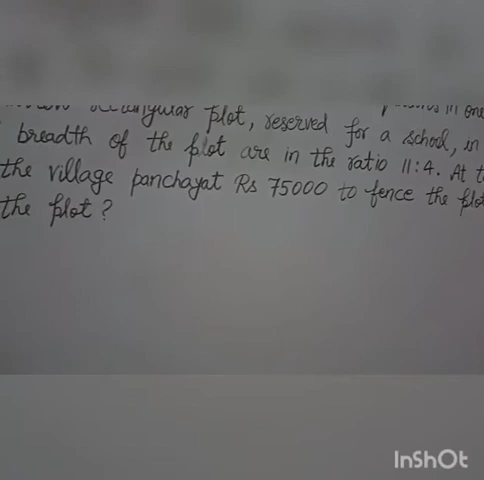 plot, reserved for a school, in
breadth of the plot are in the ratio 11:4. At
the village panchayat Rs 75000 to fence the plot
the plot?
InShOt